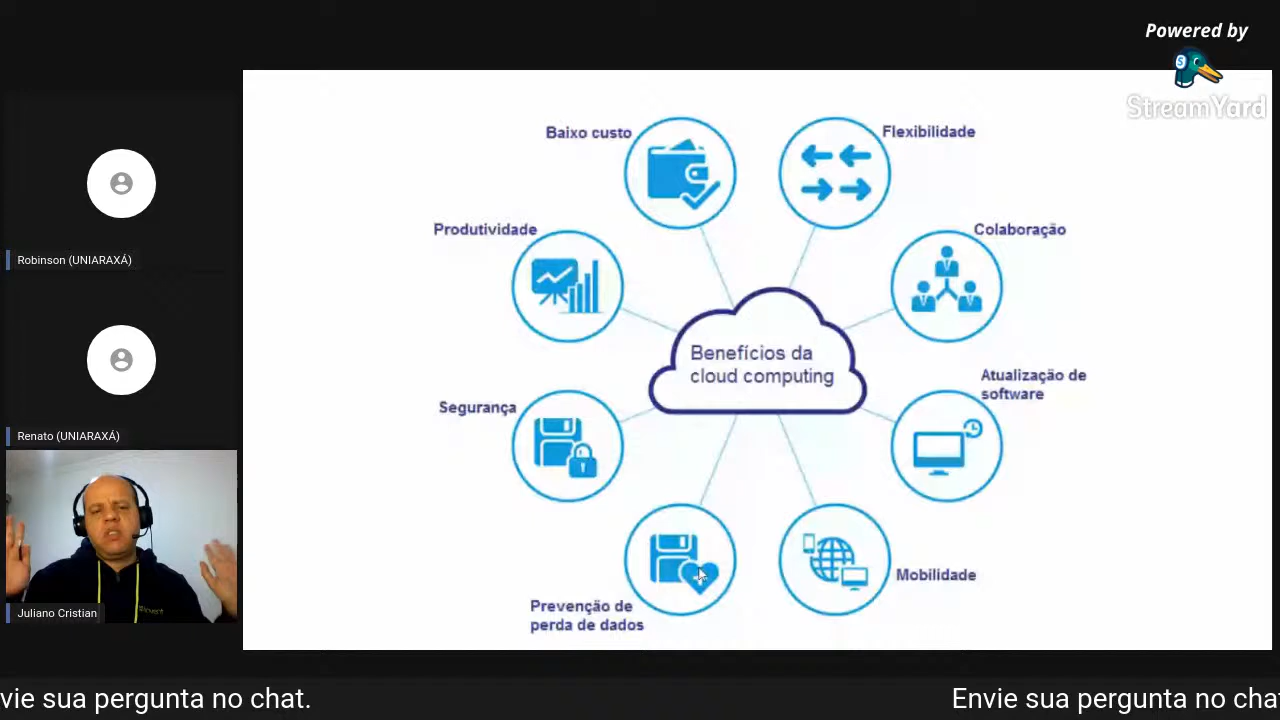 Powered by
StreamYard
Baixo custo
Flexibilidade
Produtividade
Colaboração
Benefícios da
cloud computing
Atualização de
software
Segurança
Mobilidade
Prevenção de
perda de dados
Robinson (UNIARAXÁ)
Renato (UNIARAXÁ)
Juliano Cristian
vie sua pergunta no chat.
Envie sua pergunta no cha